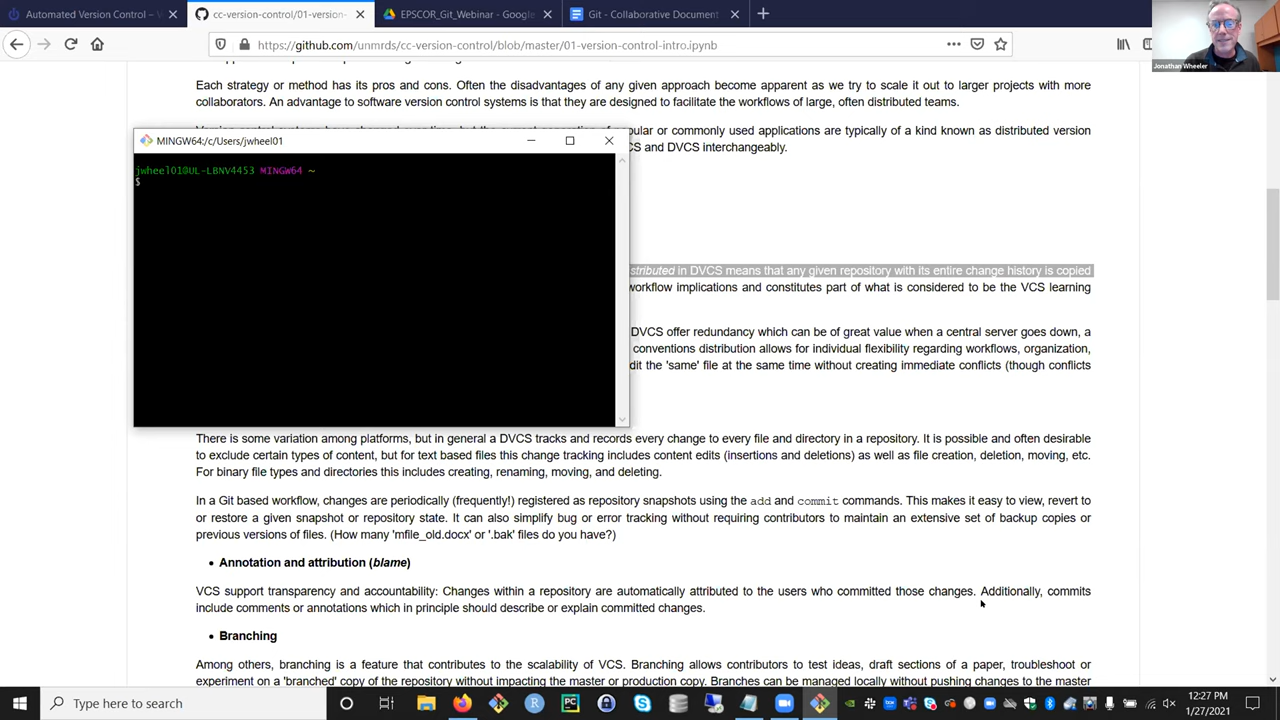 Automated Version Control –
cc-version-control/01-version-
EPSCOR_Git_Webinar - Google
Git - Collaborative Document
https://github.com/unmrds/cc-version-control/blob/master/01-version-control-intro.ipynb
Jonathan Wheeler
Each strategy or method has its pros and cons. Often the disadvantages of any given approach become apparent as we try to scale it out to larger projects with more
collaborators. An advantage to software version control systems is that they are designed to facilitate the workflows of large, often distributed teams.
pular or commonly used applications are typically of a kind known as distributed version
CS and DVCS interchangeably.
MINGW64:/c/Users/jwheel01
jwheel01@UL-LBNV4453 MINGW64 ~
$
stributed in DVCS means that any given repository with its entire change history is copied
workflow implications and constitutes part of what is considered to be the VCS learning
DVCS offer redundancy which can be of great value when a central server goes down, a
conventions distribution allows for individual flexibility regarding workflows, organization,
dit the 'same' file at the same time without creating immediate conflicts (though conflicts
There is some variation among platforms, but in general a DVCS tracks and records every change to every file and directory in a repository. It is possible and often desirable
to exclude certain types of content, but for text based files this change tracking includes content edits (insertions and deletions) as well as file creation, deletion, moving, etc.
For binary file types and directories this includes creating, renaming, moving, and deleting.
In a Git based workflow, changes are periodically (frequently!) registered as repository snapshots using the add and commit commands. This makes it easy to view, revert to
or restore a given snapshot or repository state. It can also simplify bug or error tracking without requiring contributors to maintain an extensive set of backup copies or
previous versions of files. (How many 'mfile_old.docx' or '.bak' files do you have?)
• Annotation and attribution (blame)
VCS support transparency and accountability: Changes within a repository are automatically attributed to the users who committed those changes. Additionally, commits
include comments or annotations which in principle should describe or explain committed changes.
• Branching
Among others, branching is a feature that contributes to the scalability of VCS. Branching allows contributors to test ideas, draft sections of a paper, troubleshoot or
experiment on a 'branched' copy of the repository without impacting the master or production copy. Branches can be managed locally without pushing changes to the master
Type here to search
12:27 PM
1/27/2021